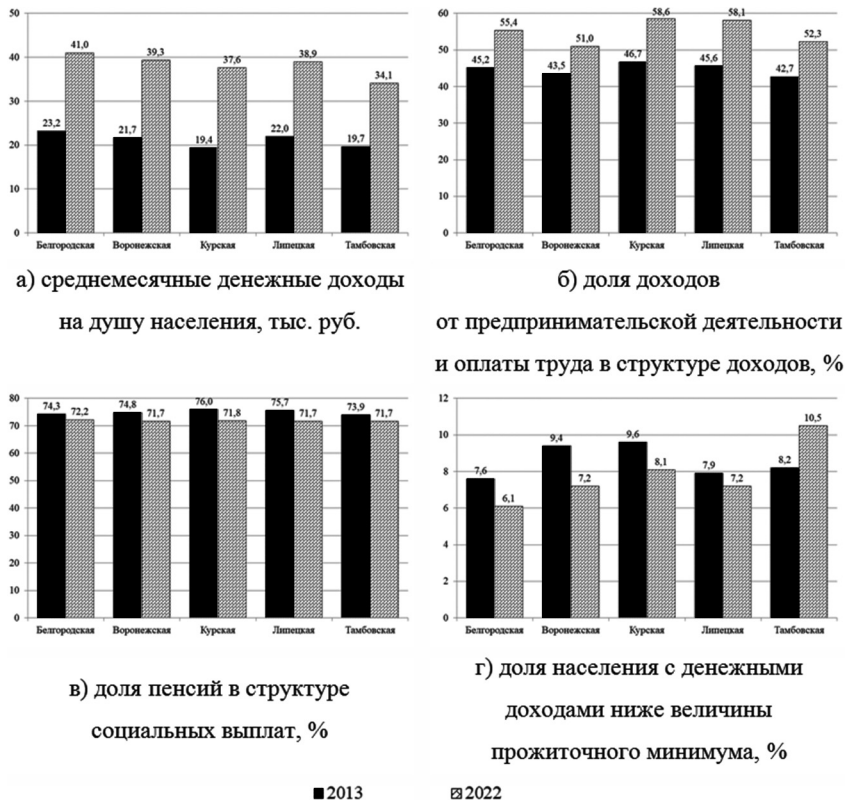 50
40
30
20
10
0
23,2 41,0 21,7 39,3 19,4 37,6 22,0 38,9 19,7 34,1
Белгородская Воронежская Курская Липецкая Тамбовская
а) среднемесячные денежные доходы
на душу населения, тыс. руб.
60
50
40
30
20
10
0
45,2 55,4 43,5 51,0 46,7 58,6 45,6 58,1 42,7 52,3
Белгородская Воронежская Курская Липецкая Тамбовская
б) доля доходов
от предпринимательской деятельности
и оплаты труда в структуре доходов, %
80
70
60
50
40
30
20
10
0
74,3 72,2 74,8 71,7 76,0 71,8 75,7 71,7 73,9 71,7
Белгородская Воронежская Курская Липецкая Тамбовская
в) доля пенсий в структуре
социальных выплат, %
12
10
8
6
4
2
0
7,6 6,1 9,4 7,2 9,6 8,1 7,9 7,2 8,2 10,5
Белгородская Воронежская Курская Липецкая Тамбовская
г) доля населения с денежными
доходами ниже величины
прожиточного минимума, %
2013 2022